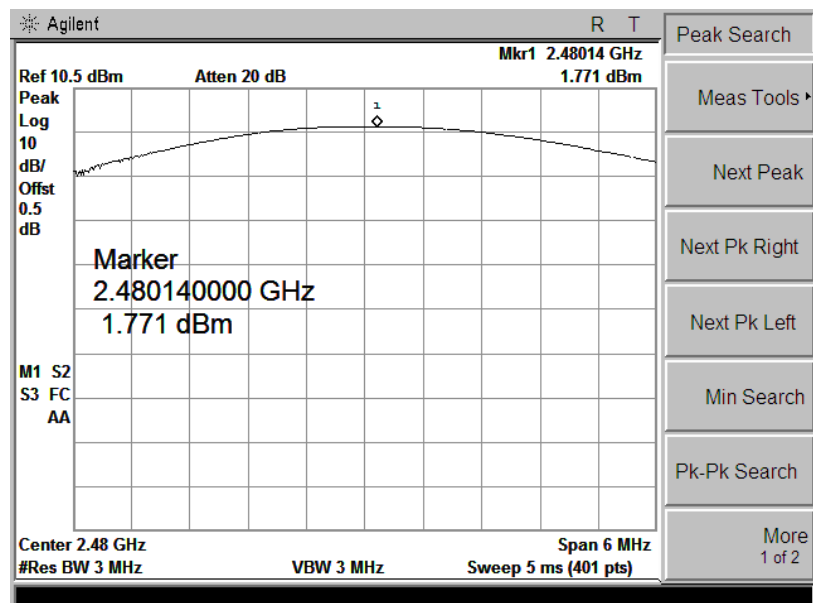 Agilent R T
Mkr1 2.48014 GHz
Ref 10.5 dBm Atten 20 dB 1.771 dBm
Peak
Log
10
dB/
Offst
0.5
dB
1
Marker
2.480140000 GHz
1.771 dBm
M1 S2
S3 FC
AA
Center 2.48 GHz Span 6 MHz
#Res BW 3 MHz VBW 3 MHz Sweep 5 ms (401 pts)
Peak Search
Meas Tools
Next Peak
Next Pk Right
Next Pk Left
Min Search
Pk-Pk Search
More
1 of 2